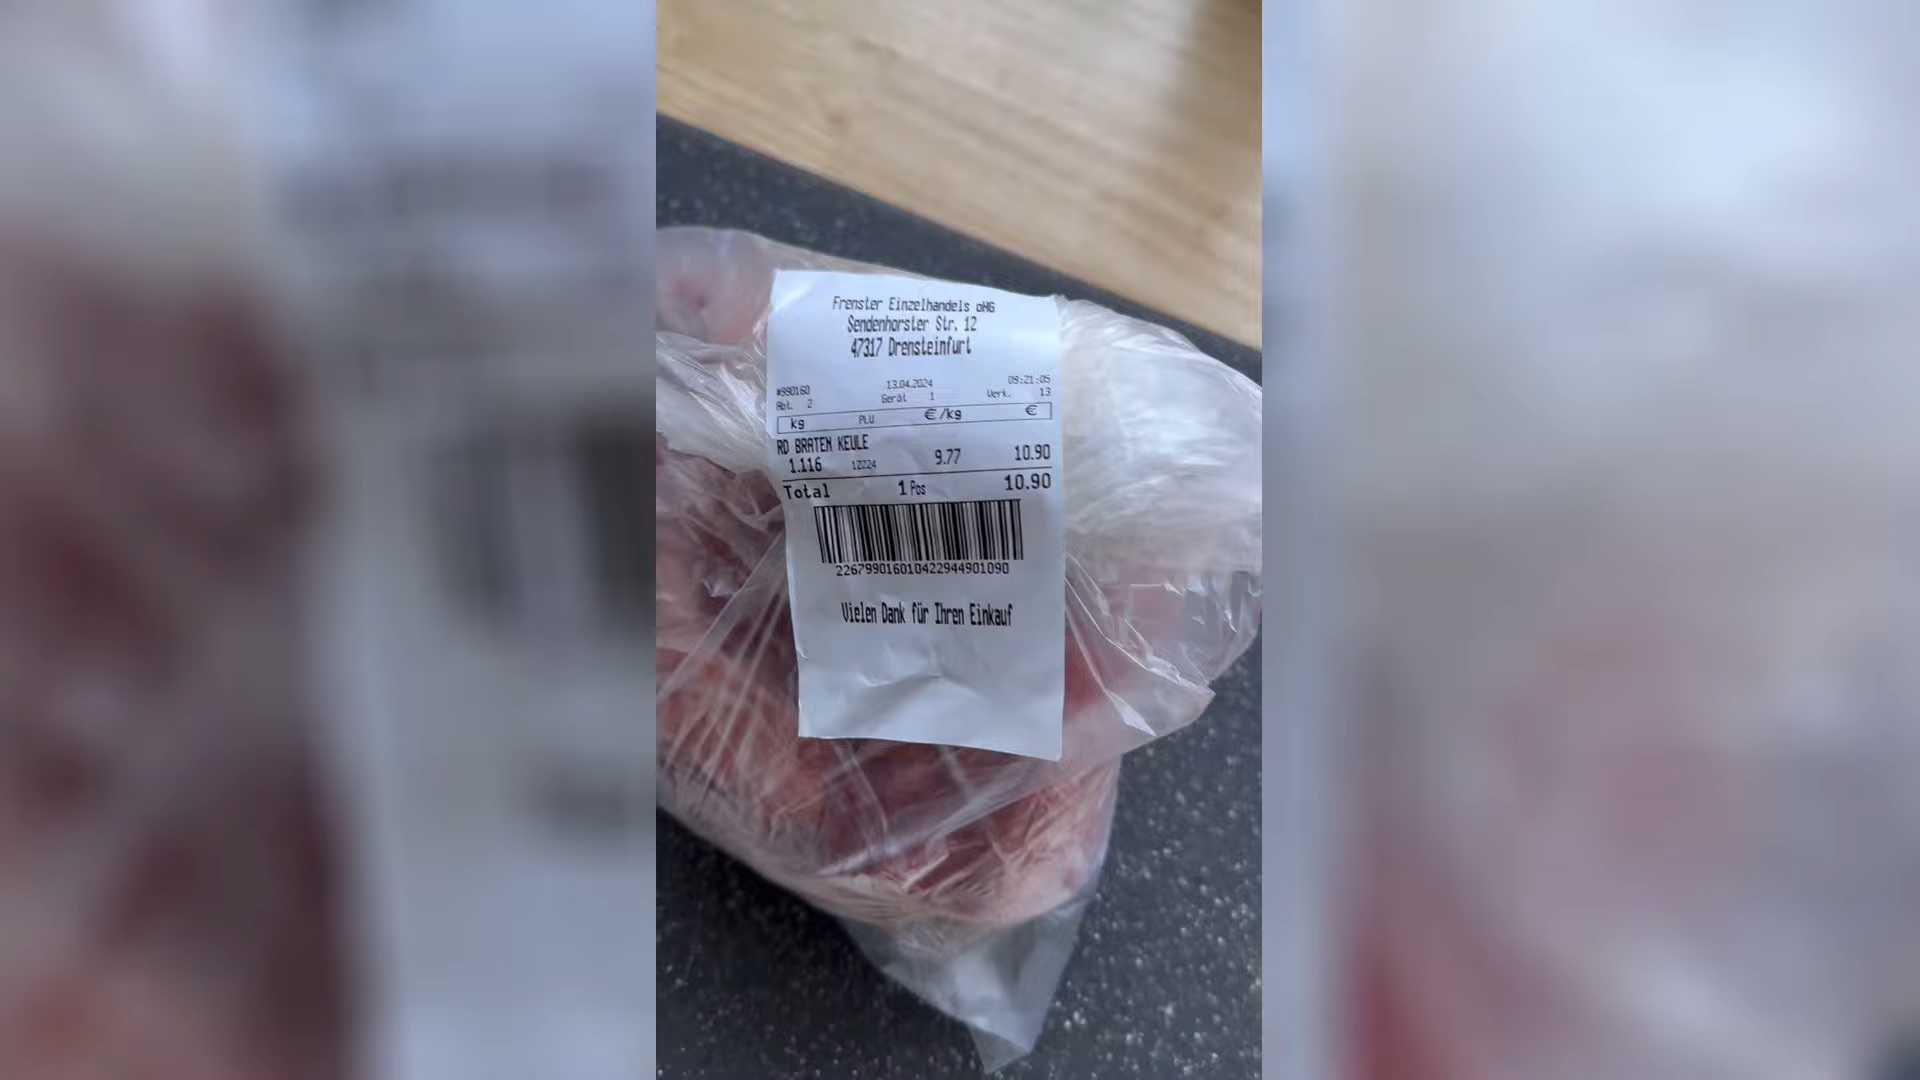 Frenster Einzelhandels oHG
Sendenhorster Str. 12
47317 Drensteinfurt
#990160 13.04.2024 09:21:05
Abt. 2 Gerät 1 Verk. 13
kg PLU €/kg €
RD BRATEN KEULE
1.116 12224 9.77 10.90
Total 1 Pos 10.90
226799016010422944901090
Vielen Dank für Ihren Einkauf